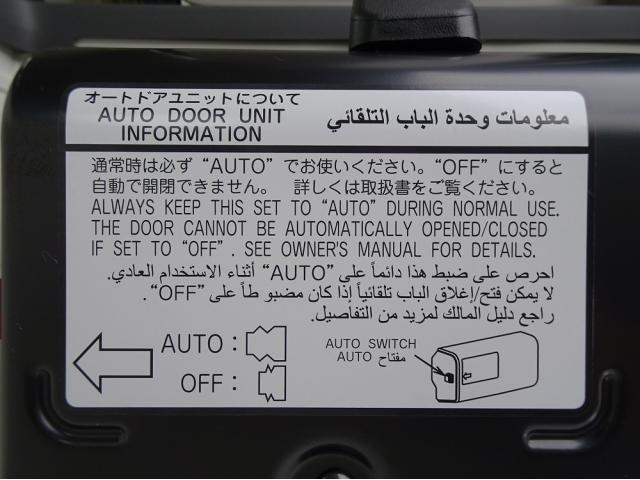 オートドアユニットについて
AUTO DOOR UNIT
INFORMATION
معلومات وحدة الباب التلقائي
通常時は必ず“AUTO”でお使いください。“OFF”にすると
自動で開閉できません。 詳しくは取扱書をご覧ください。
ALWAYS KEEP THIS SET TO “AUTO” DURING NORMAL USE.
THE DOOR CANNOT BE AUTOMATICALLY OPENED/CLOSED
IF SET TO “OFF”. SEE OWNER'S MANUAL FOR DETAILS.
احرص على ضبط هذا دائماً على “AUTO” أثناء الاستخدام العادي.
لا يمكن فتح/إغلاق الباب تلقائياً إذا كان مضبو طاً على “OFF”.
راجع دليل المالك لمزيد من التفاصيل.
AUTO :
OFF :
AUTO SWITCH
مفتاح AUTO